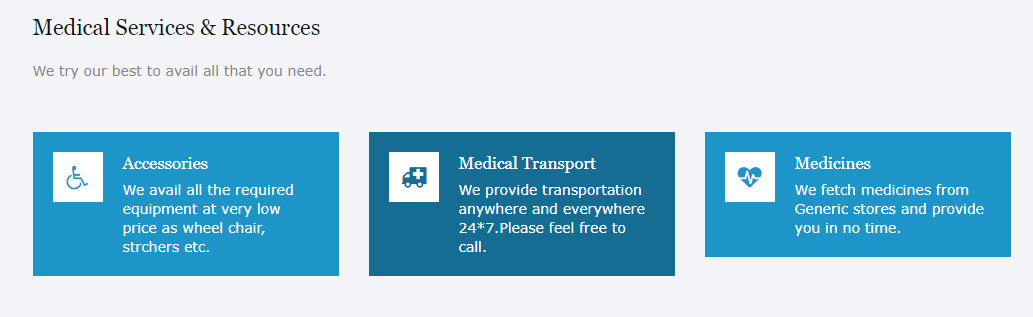 Medical Services & Resources
We try our best to avail all that you need.
Accessories
We avail all the required
equipment at very low
price as wheel chair,
strchers etc.
Medical Transport
We provide transportation
anywhere and everywhere
24*7.Please feel free to
call.
Medicines
We fetch medicines from
Generic stores and provide
you in no time.